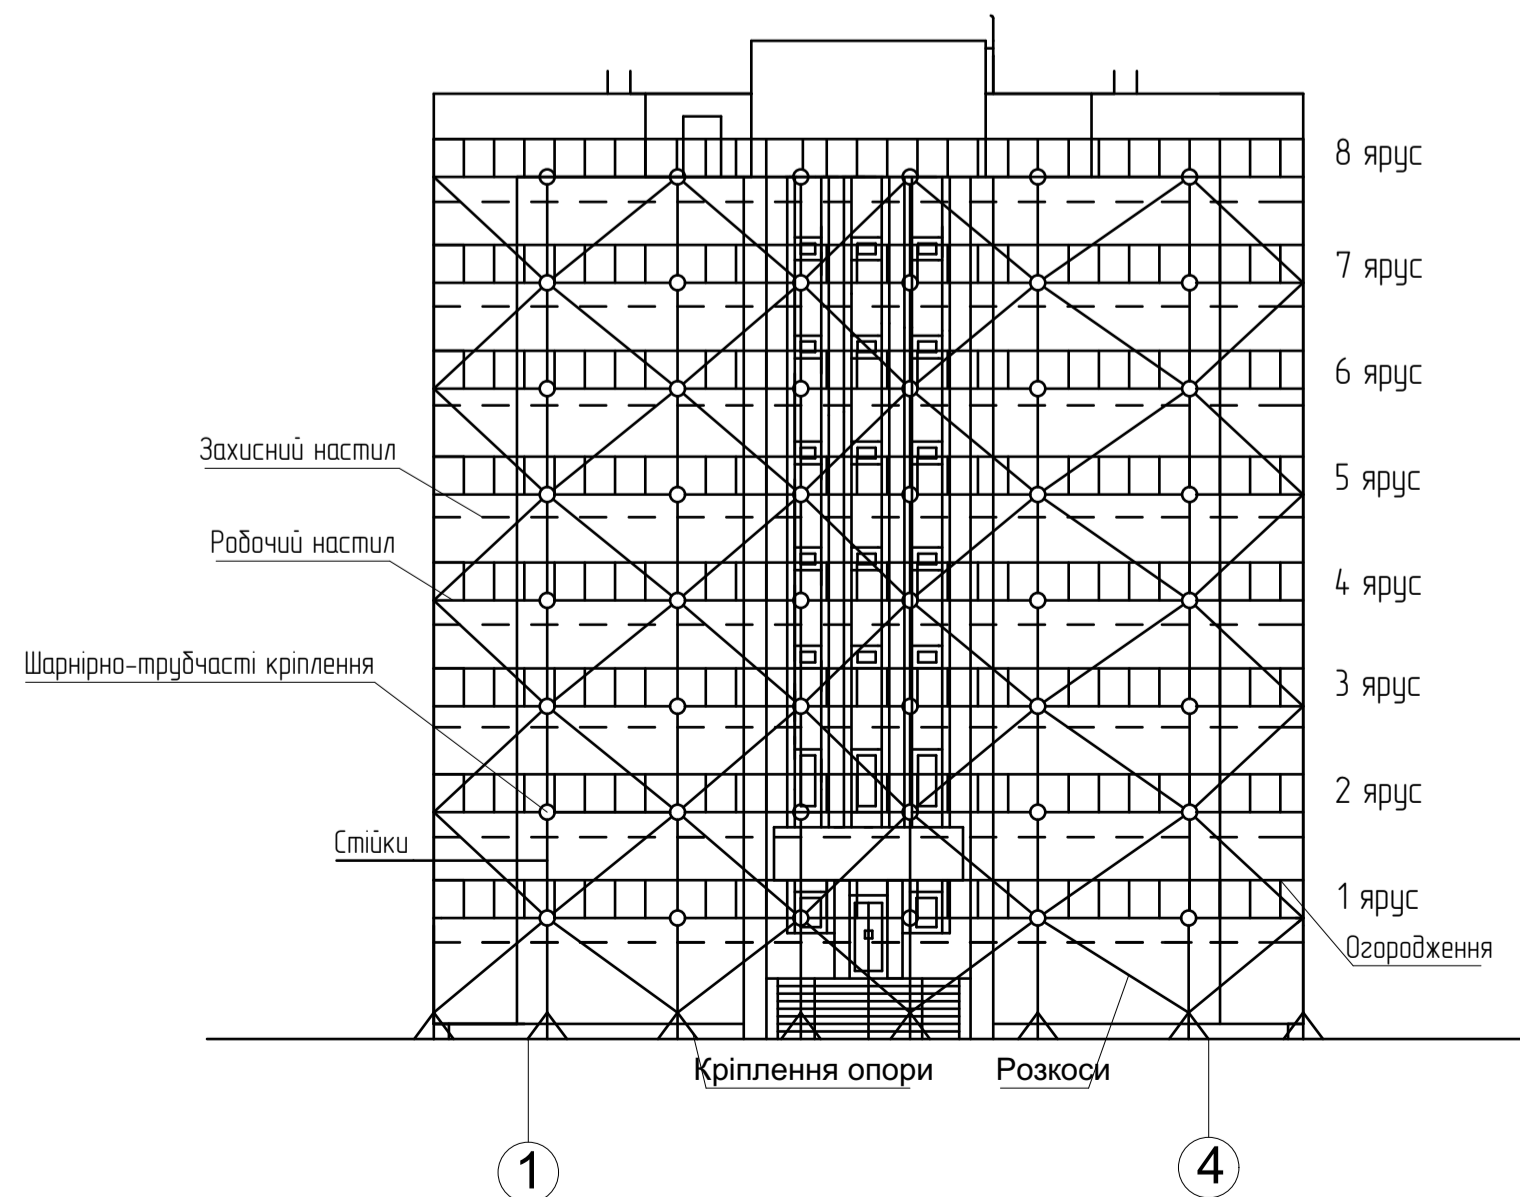 8 ярус
7 ярус
6 ярус
Захисний настил
5 ярус
Робочий настил
4 ярус
Шарнірно-трубчасті кріплення
3 ярус
2 ярус
Стійки
1 ярус
Огородження
Кріплення опори
Розкоси
1
4